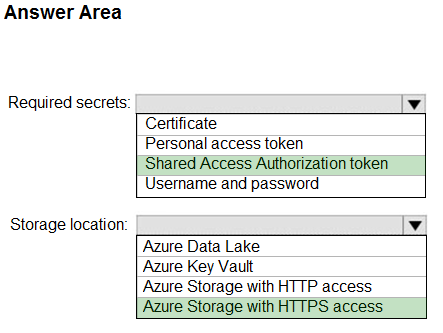 Answer Area
Required secrets:
Certificate
Personal access token
Shared Access Authorization token
Username and password
Storage location:
Azure Data Lake
Azure Key Vault
Azure Storage with HTTP access
Azure Storage with HTTPS access